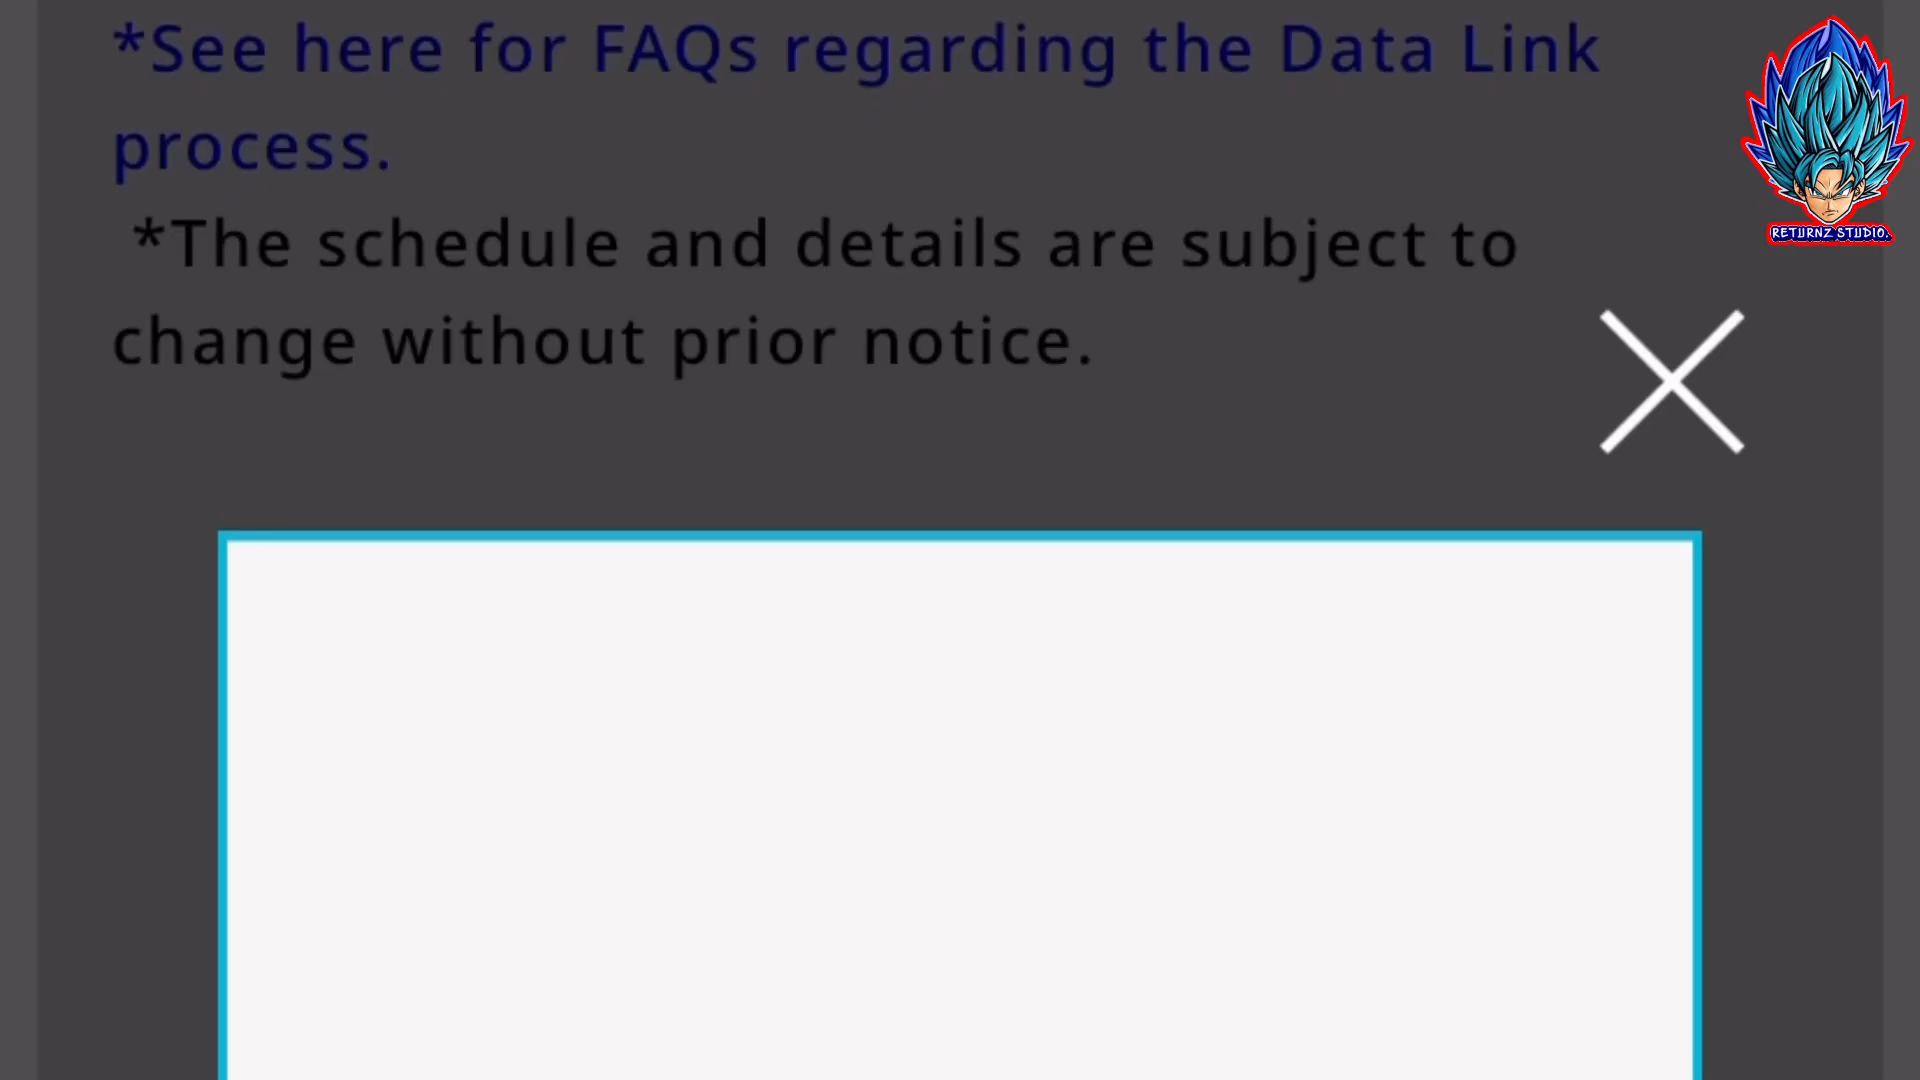 *See here for FAQs regarding the Data Link
process.
*The schedule and details are subject to
change without prior notice.
RETURNZ STUDIO.